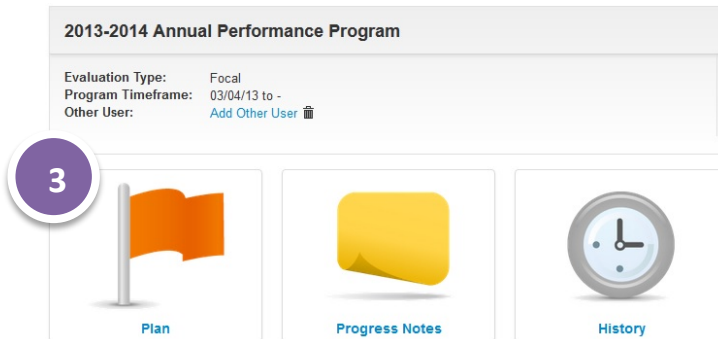 2013-2014 Annual Performance Program
Evaluation Type: Focal
Program Timeframe: 03/04/13 to -
Other User: Add Other User
3
Plan Progress Notes History